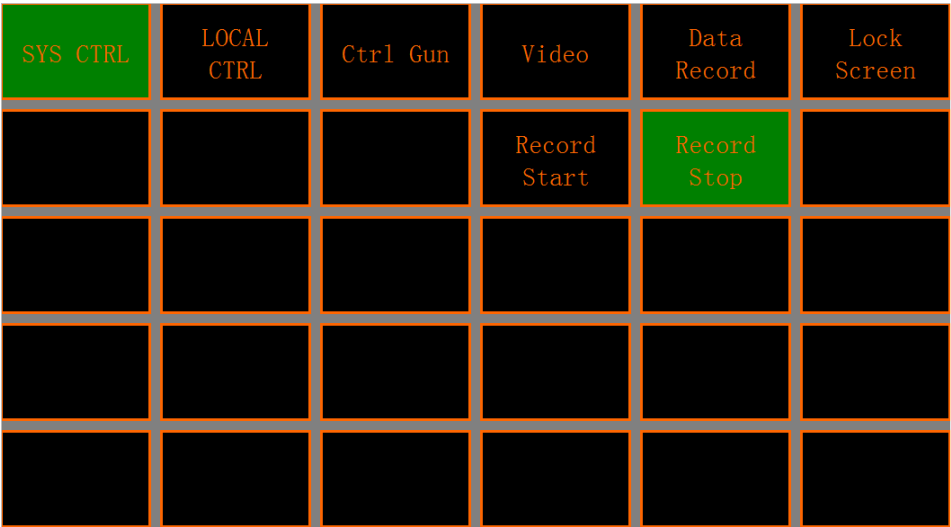 SYS CTRL
LOCAL
CTRL
Ctrl Gun
Video
Data
Record
Lock
Screen
Record
Start
Record
Stop